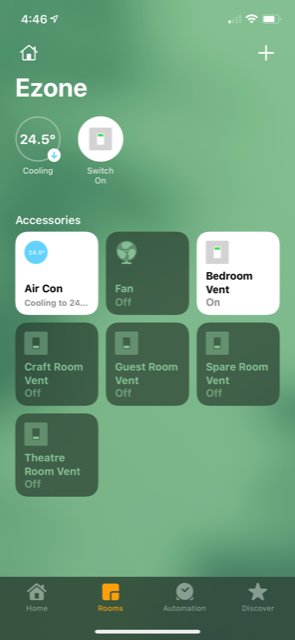 4:46
Ezone
24.5°
Cooling
Switch
On
Accessories
24.5°
Air Con
Cooling to 24...
Fan
Off
Bedroom
Vent
On
Craft Room
Vent
Off
Guest Room
Vent
Off
Spare Room
Vent
Off
Theatre
Room Vent
Off
Home
Rooms
Automation
Discover